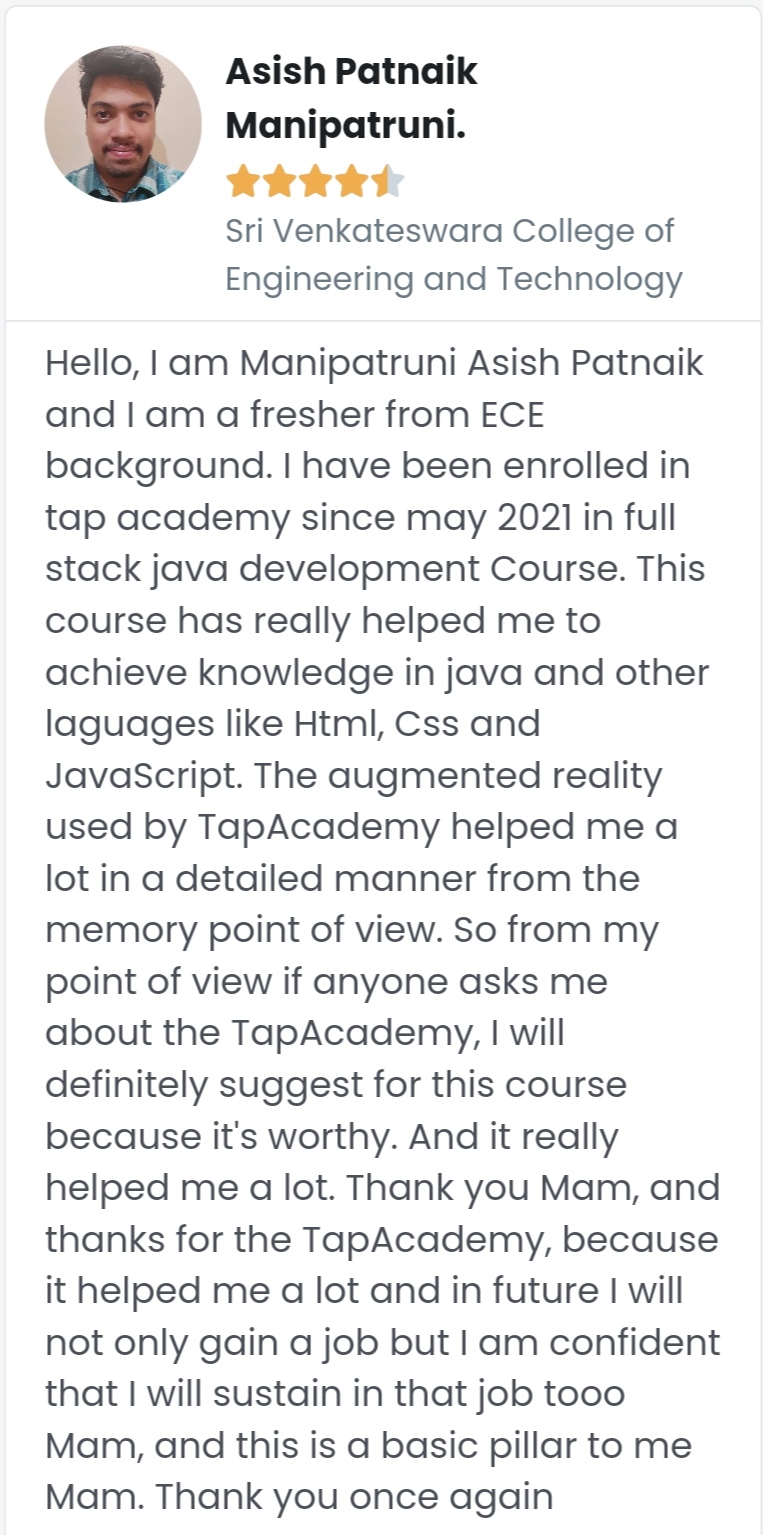 Asish Patnaik
Manipatruni.
Sri Venkateswara College of
Engineering and Technology
Hello, I am Manipatruni Asish Patnaik
and I am a fresher from ECE
background. I have been enrolled in
tap academy since may 2021 in full
stack java development Course. This
course has really helped me to
achieve knowledge in java and other
laguages like Html, Css and
JavaScript. The augmented reality
used by TapAcademy helped me a
lot in a detailed manner from the
memory point of view. So from my
point of view if anyone asks me
about the TapAcademy, I will
definitely suggest for this course
because it's worthy. And it really
helped me a lot. Thank you Mam, and
thanks for the TapAcademy, because
it helped me a lot and in future I will
not only gain a job but I am confident
that I will sustain in that job tooo
Mam, and this is a basic pillar to me
Mam. Thank you once again